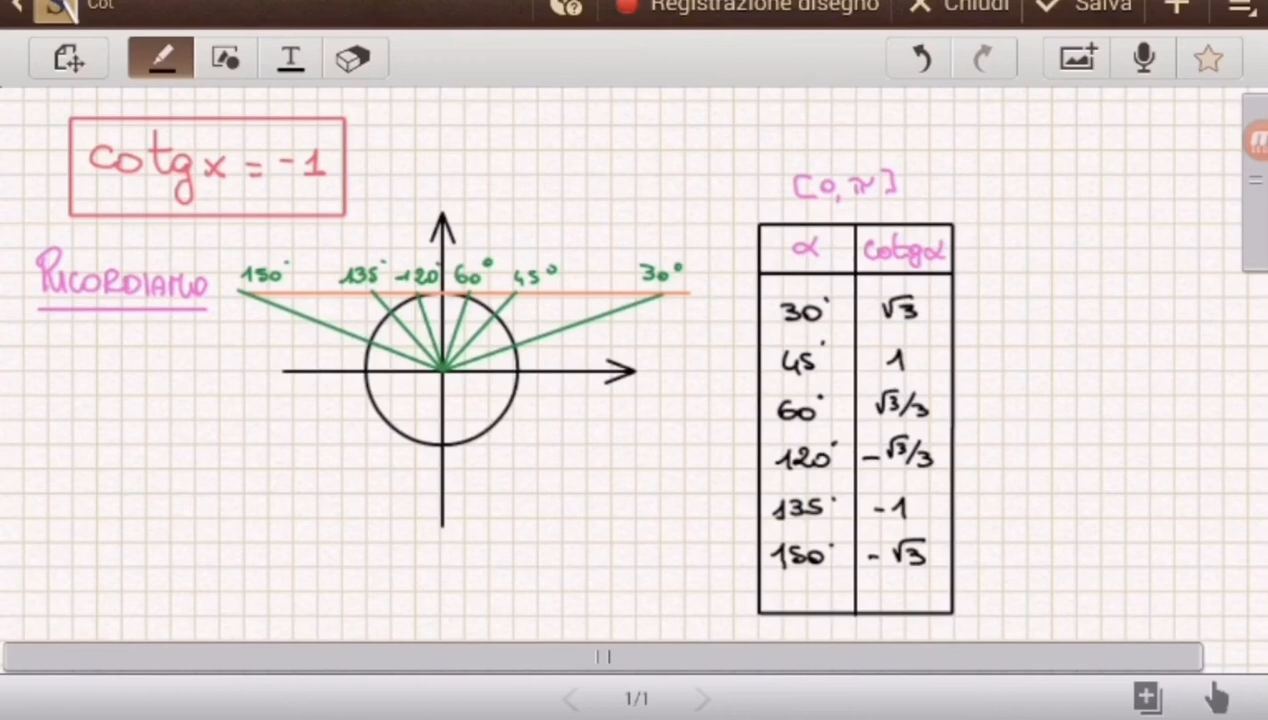 Cot
Registrazione disegno
Chiudi
Salva
T
cotg x = -1
RICORDIAMO
150°
135°
120°
60°
45°
30°
[0, π]
α cotgα
30° √3
45° 1
60° √3/3
120° -√3/3
135° -1
150° -√3
1/1